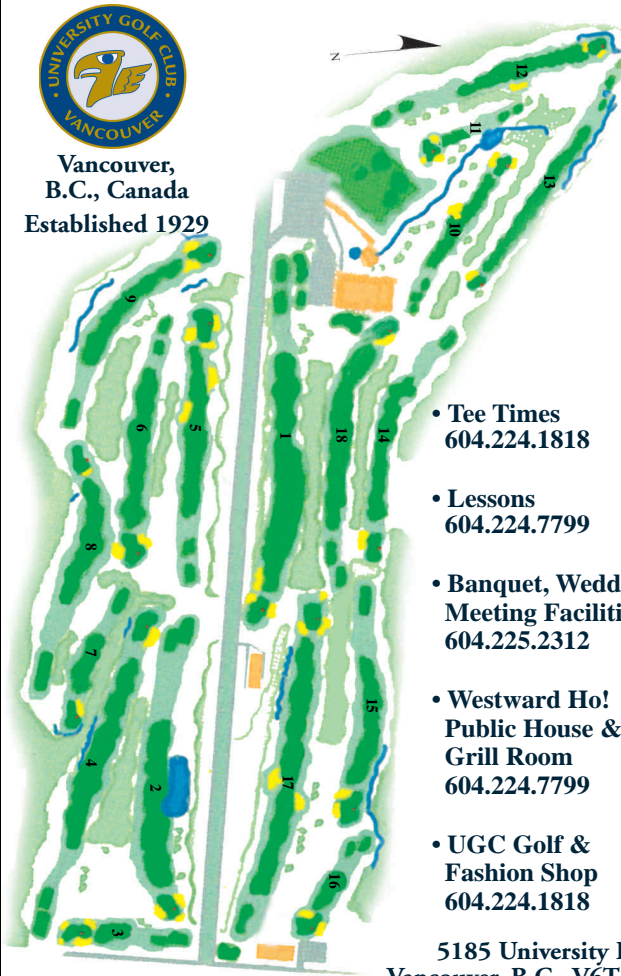 UNIVERSITY GOLF CLUB
VANCOUVER
Vancouver,
B.C., Canada
Established 1929
N
12
11
13
10
9
6
5
1
18
14
8
7
4
2
15
17
16
3
• Tee Times
604.224.1818
• Lessons
604.224.7799
• Banquet, Wedd
Meeting Faciliti
604.225.2312
• Westward Ho!
Public House &
Grill Room
604.224.7799
• UGC Golf &
Fashion Shop
604.224.1818
5185 University
Vancouver, B.C.